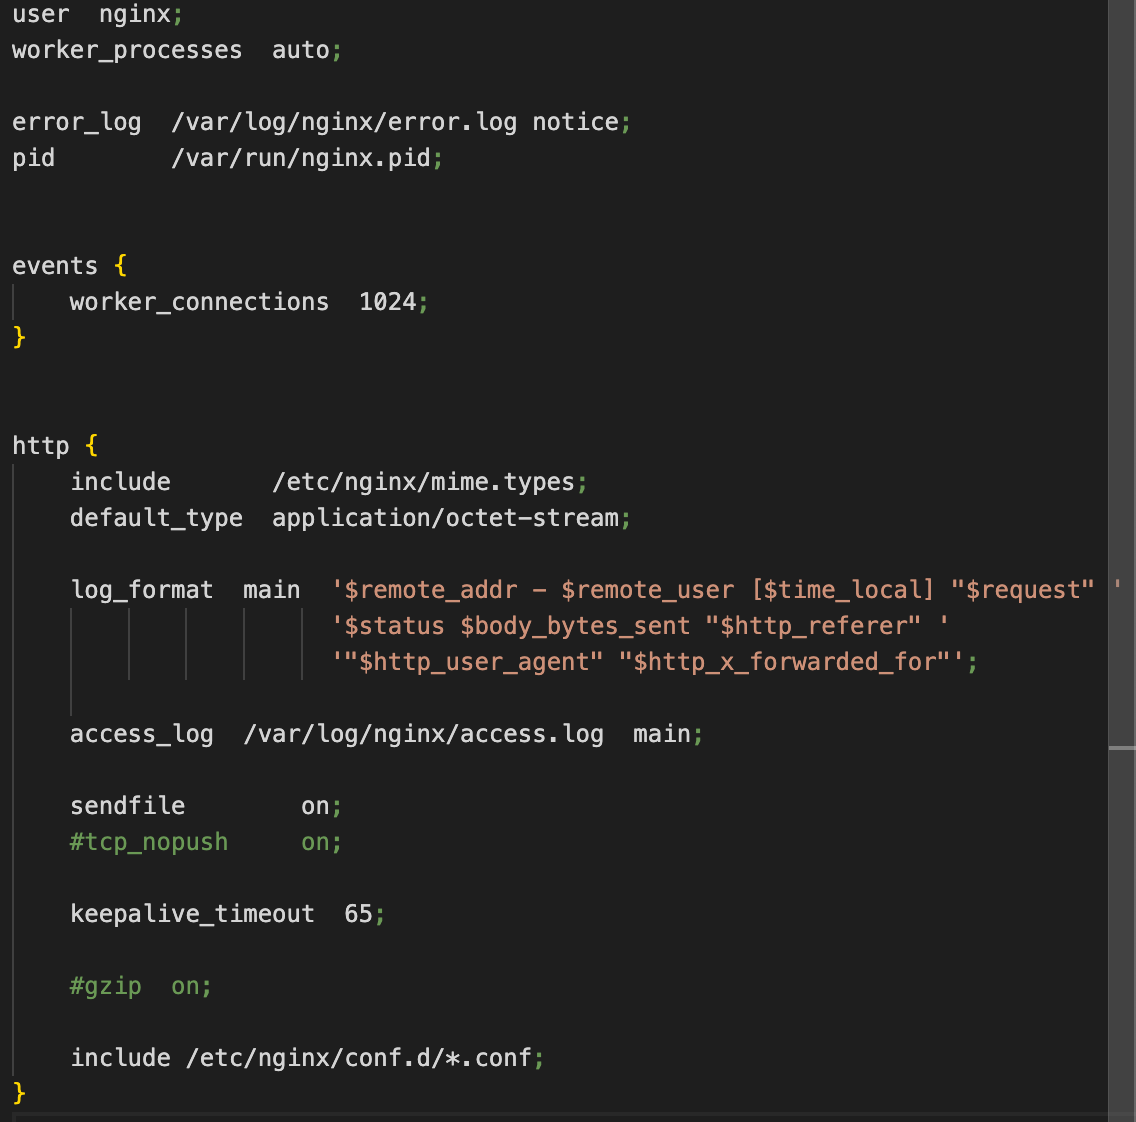 user  nginx;
worker_processes  auto;
error_log  /var/log/nginx/error.log notice;
pid        /var/run/nginx.pid;
events {
    worker_connections  1024;
}
http {
    include       /etc/nginx/mime.types;
    default_type  application/octet-stream;
    log_format  main  '$remote_addr - $remote_user [$time_local] "$request" '
                      '$status $body_bytes_sent "$http_referer" '
                      '"$http_user_agent" "$http_x_forwarded_for"';
    access_log  /var/log/nginx/access.log  main;
    sendfile        on;
    #tcp_nopush     on;
    keepalive_timeout  65;
    #gzip  on;
    include /etc/nginx/conf.d/*.conf;
}